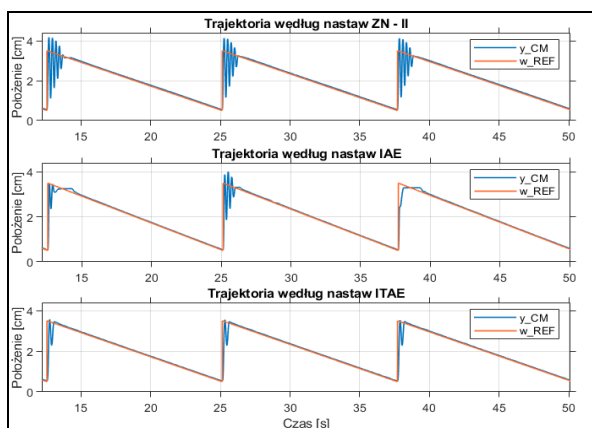 Trajektoria według nastaw ZN - II
Położenie [cm]
4
2
0
y_CM
w_REF
15 20 25 30 35 40 45 50
Trajektoria według nastaw IAE
Położenie [cm]
4
2
0
y_CM
w_REF
15 20 25 30 35 40 45 50
Trajektoria według nastaw ITAE
Położenie [cm]
4
2
0
y_CM
w_REF
15 20 25 30 35 40 45 50
Czas [s]